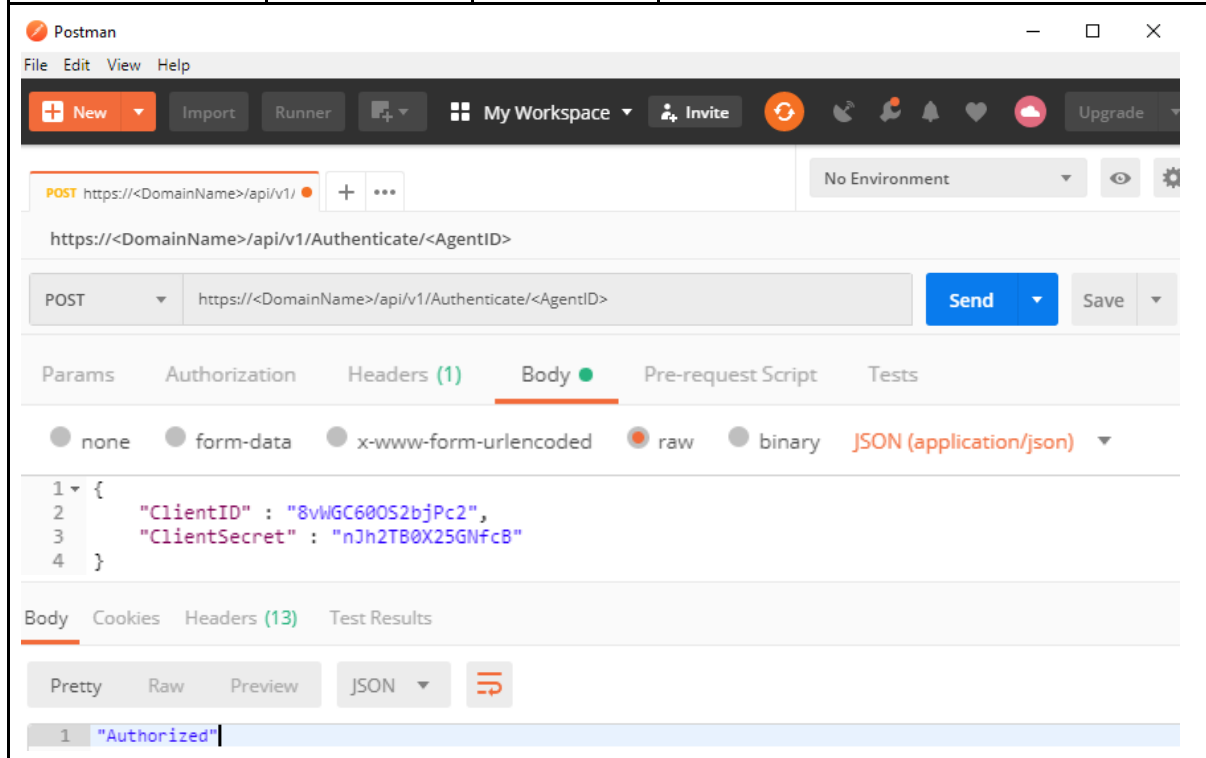 Postman
File Edit View Help
New Import Runner My Workspace Invite Upgrade
POST https://<DomainName>/api/v1/ No Environment
https://<DomainName>/api/v1/Authenticate/<AgentID>
POST https://<DomainName>/api/v1/Authenticate/<AgentID> Send Save
Params Authorization Headers (1) Body Pre-request Script Tests
none form-data x-www-form-urlencoded raw binary JSON (application/json)
1 {
2 "ClientID" : "8vWGC60OS2bjPc2",
3 "ClientSecret" : "nJh2TB0X25GNfcB"
4 }
Body Cookies Headers (13) Test Results
Pretty Raw Preview JSON
1 "Authorized"